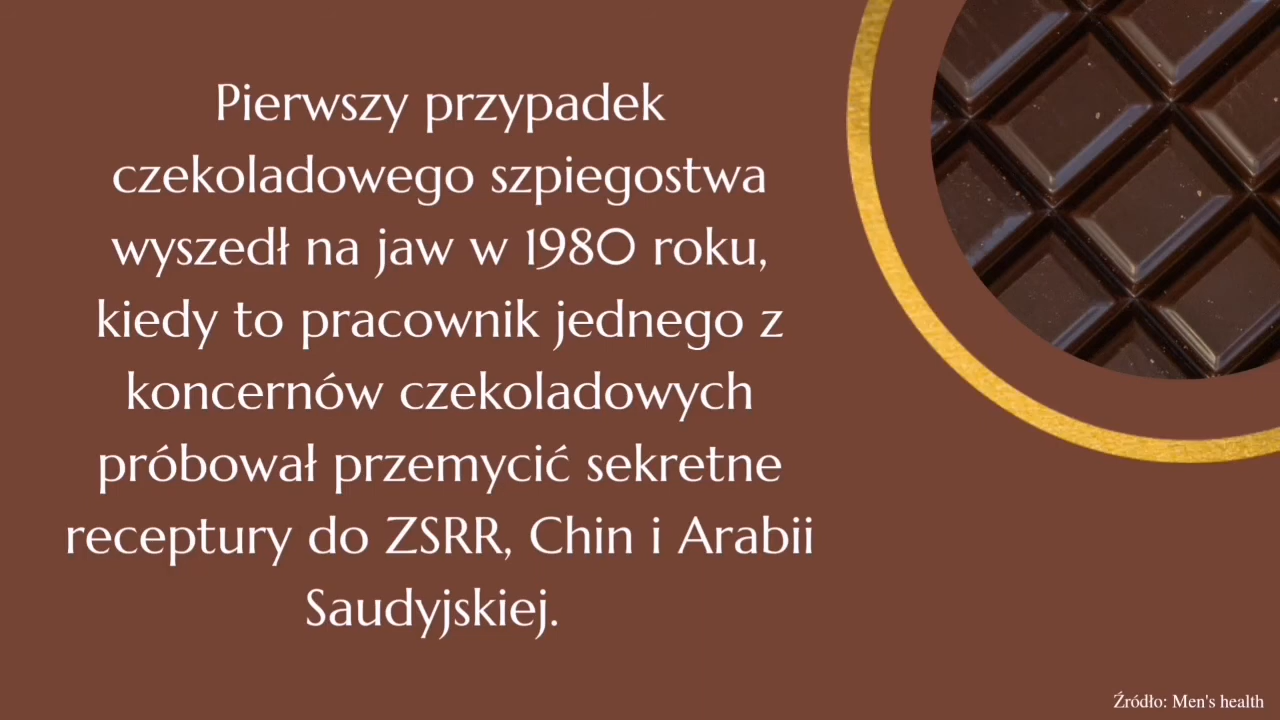 Pierwszy przypadek
czekoladowego szpiegostwa
wyszedł na jaw w 1980 roku,
kiedy to pracownik jednego z
koncernów czekoladowych
próbował przemycić sekretne
receptury do ZSRR, Chin i Arabii
Saudyjskiej.
Źródło: Men's health